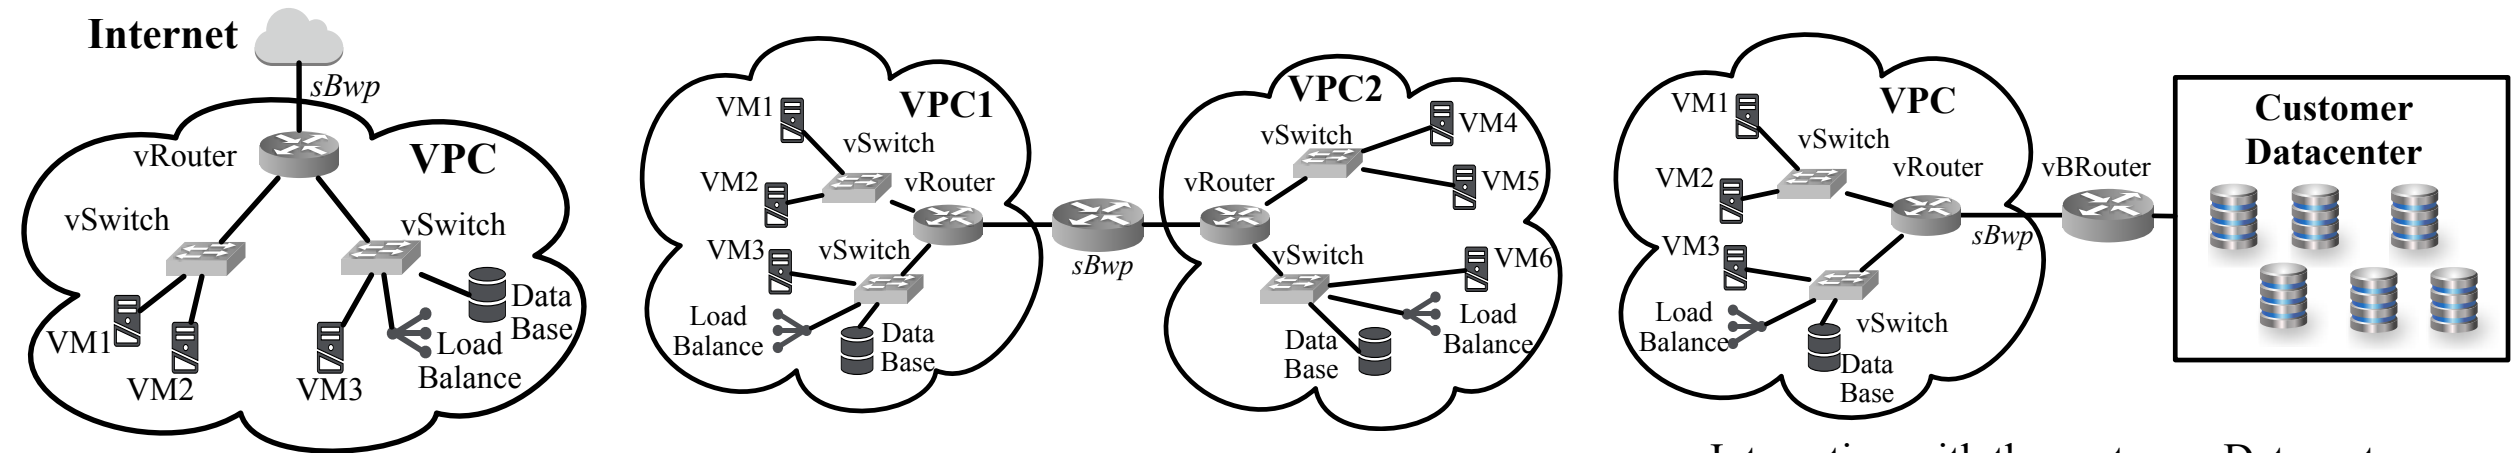 Internet
sBwp
vRouter
VPC
vSwitch
vSwitch
Data
Base
VM1
VM2
VM3
Load
Balance
VPC1
VM1
vSwitch
VM2
vRouter
VM3
vSwitch
Load
Balance
Data
Base
sBwp
VPC2
vSwitch
VM4
vRouter
VM5
vSwitch
VM6
Data
Base
Load
Balance
VPC
VM1
vSwitch
VM2
vRouter
vBRouter
VM3
sBwp
Load
Balance
vSwitch
Data
Base
Customer
Datacenter